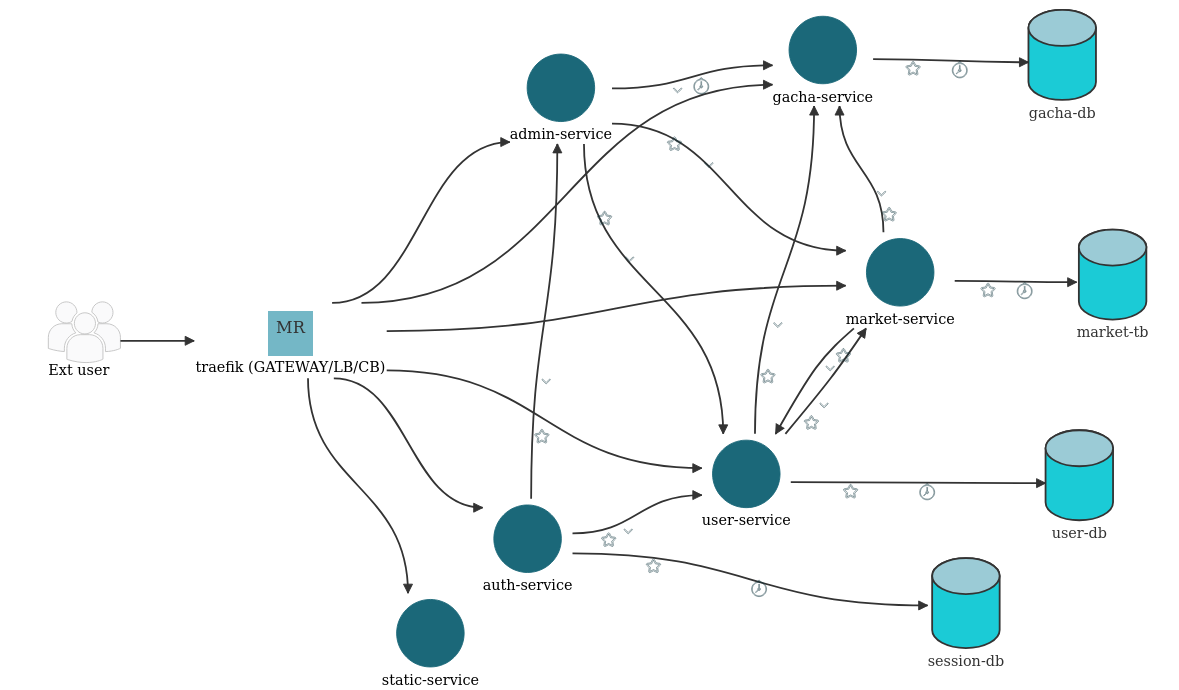 gacha-service
gacha-db
admin-service
market-service
market-tb
MR
traefik (GATEWAY/LB/CB)
Ext user
user-service
user-db
auth-service
session-db
static-service